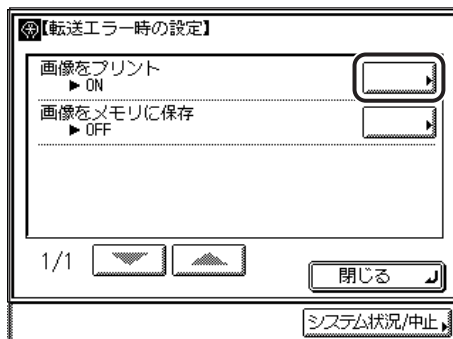 【転送エラー時の設定】
画像をプリント
▶ ON
画像をメモリに保存
▶ OFF
1/1
閉じる
システム状況/中止